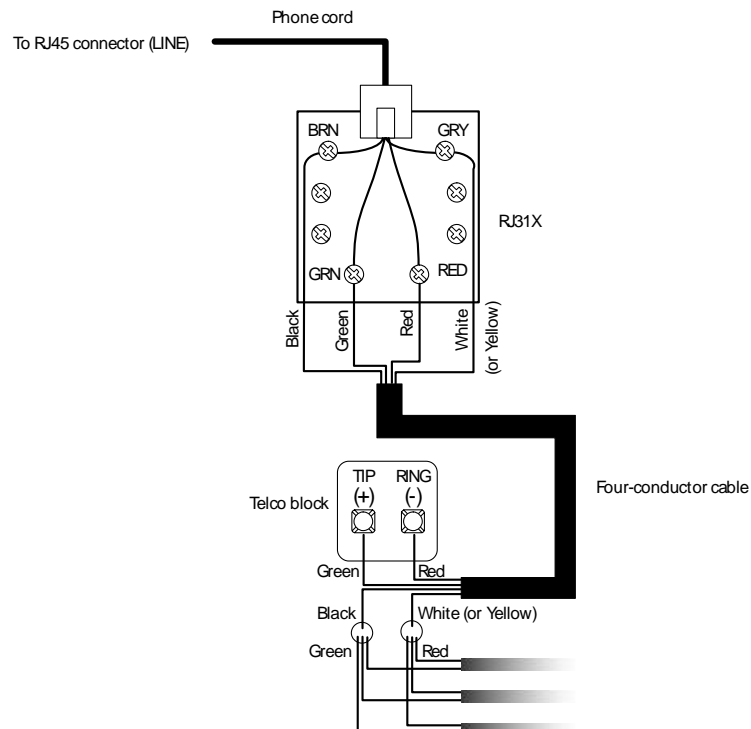 Phone cord
To RJ45 connector (LINE)
BRN
GRY
RJ31X
GRN
RED
Black
Green
Red
White
(or Yellow)
TIP
(+)
RING
(-)
Telco block
Four-conductor cable
Green
Red
Black
White (or Yellow)
Green
Red